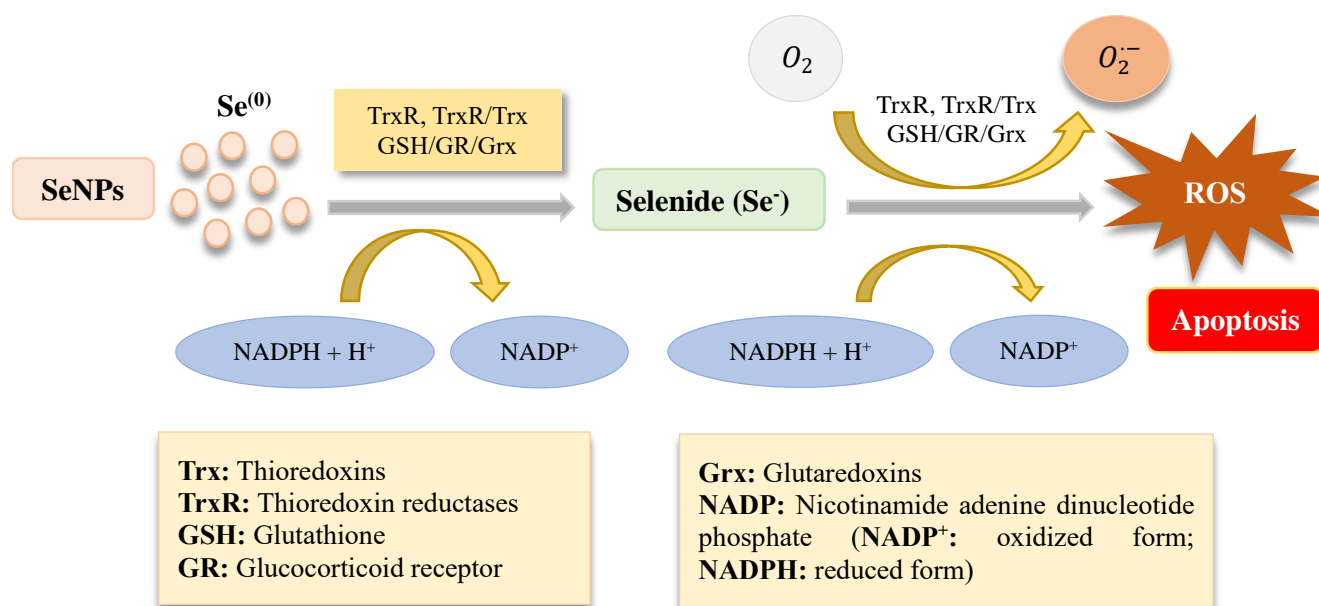 O₂
O₂·⁻
Se⁽⁰⁾
TrxR, TrxR/Trx
GSH/GR/Grx
TrxR, TrxR/Trx
GSH/GR/Grx
SeNPs
Selenide (Se⁻)
ROS
Apoptosis
NADPH + H⁺
NADP⁺
NADPH + H⁺
NADP⁺
Trx: Thioredoxins
TrxR: Thioredoxin reductases
GSH: Glutathione
GR: Glucocorticoid receptor
Grx: Glutaredoxins
NADP: Nicotinamide adenine dinucleotide
phosphate (NADP⁺: oxidized form;
NADPH: reduced form)